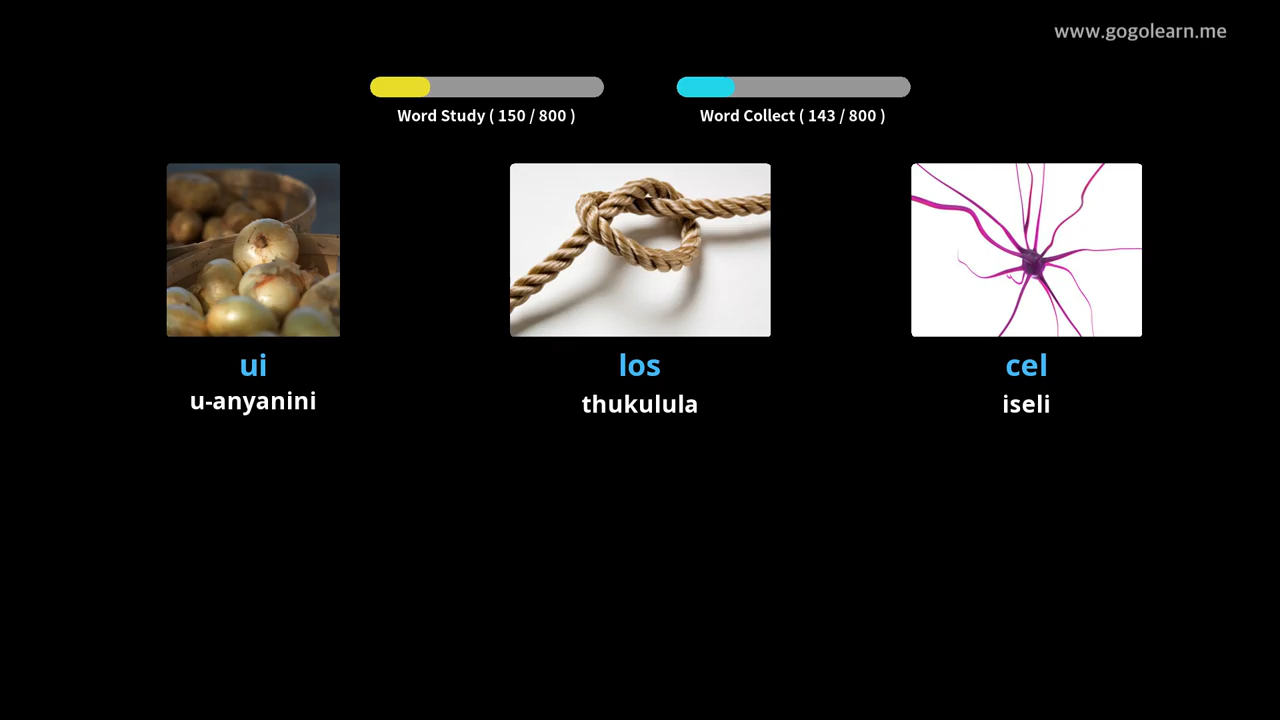 www.gogolearn.me
Word Study ( 150 / 800 )
Word Collect ( 143 / 800 )
ui
u-anyanini
los
thukulula
cel
iseli